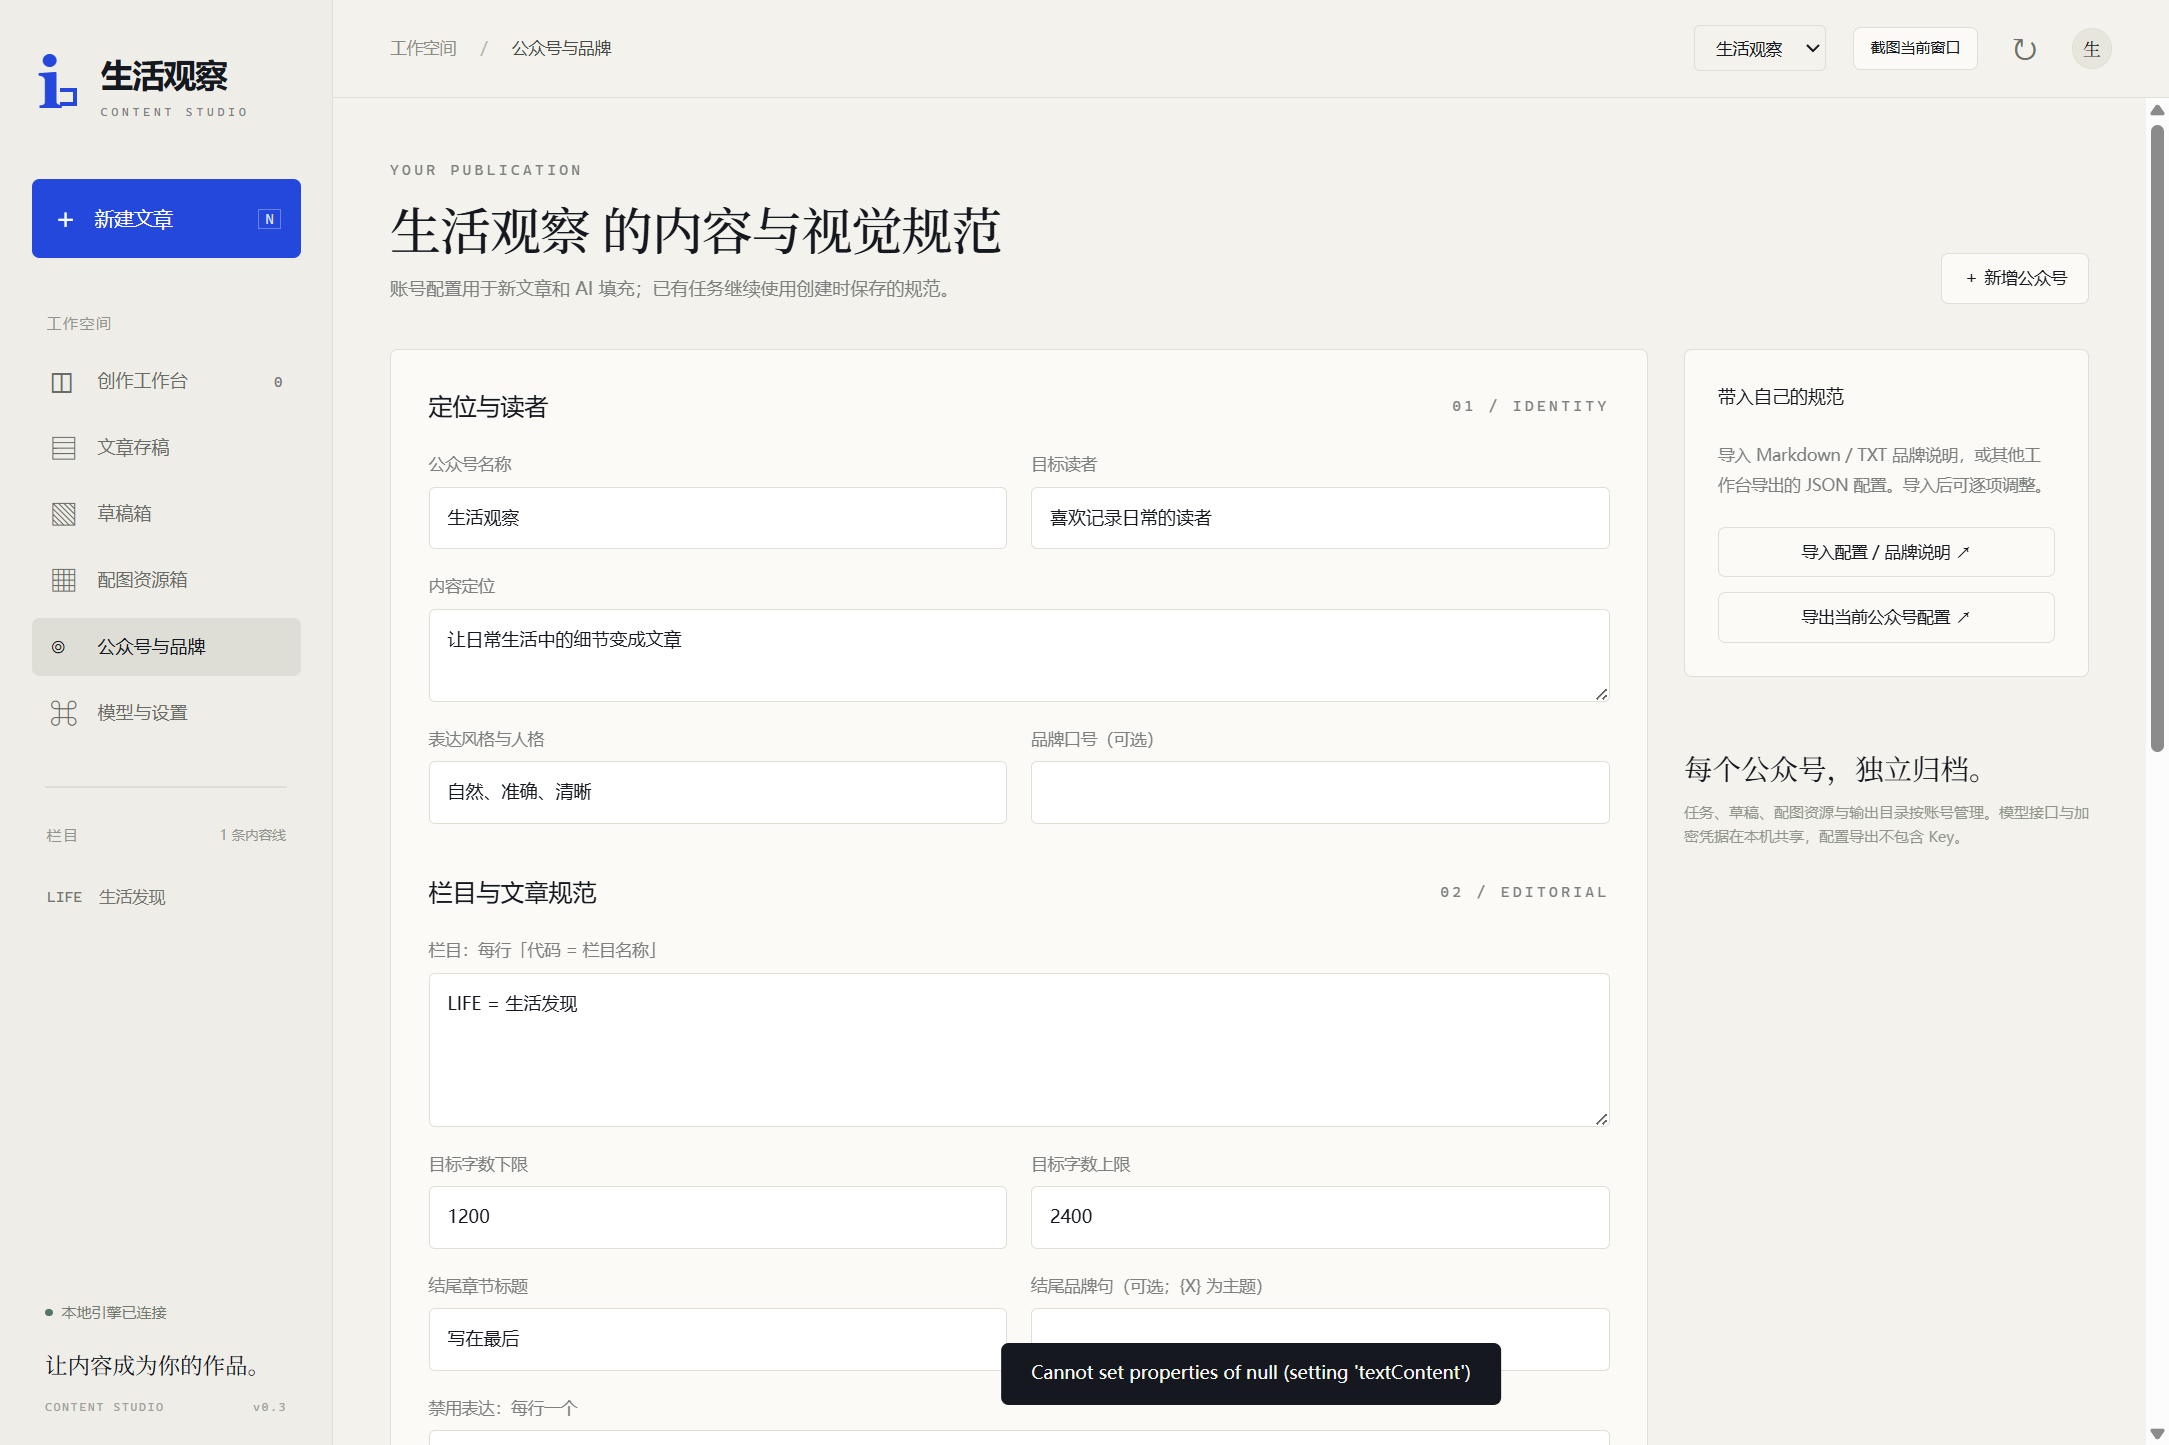 生活观察
CONTENT STUDIO
+ 新建文章 N
工作空间
创作工作台 0
文章存稿
草稿箱
配图资源箱
公众号与品牌
模型与设置
栏目 1 条内容线
LIFE 生活发现
本地引擎已连接
让内容成为你的作品。
CONTENT STUDIO v0.3
工作空间 / 公众号与品牌
生活观察
截图当前窗口
生
YOUR PUBLICATION
生活观察 的内容与视觉规范
账号配置用于新文章和 AI 填充；已有任务继续使用创建时保存的规范。
+ 新增公众号
定位与读者 01 / IDENTITY
公众号名称 目标读者
生活观察 喜欢记录日常的读者
内容定位
让日常生活中的细节变成文章
表达风格与人格 品牌口号（可选）
自然、准确、清晰
栏目与文章规范 02 / EDITORIAL
栏目：每行「代码 = 栏目名称」
LIFE = 生活发现
目标字数下限 目标字数上限
1200 2400
结尾章节标题 结尾品牌句（可选；{X} 为主题）
写在最后
Cannot set properties of null (setting 'textContent')
禁用表达：每行一个
带入自己的规范
导入 Markdown / TXT 品牌说明，或其他工
作台导出的 JSON 配置。导入后可逐项调整。
导入配置 / 品牌说明 ↗
导出当前公众号配置 ↗
每个公众号，独立归档。
任务、草稿、配图资源与输出目录按账号管理。模型接口与加
密凭据在本机共享，配置导出不包含 Key。